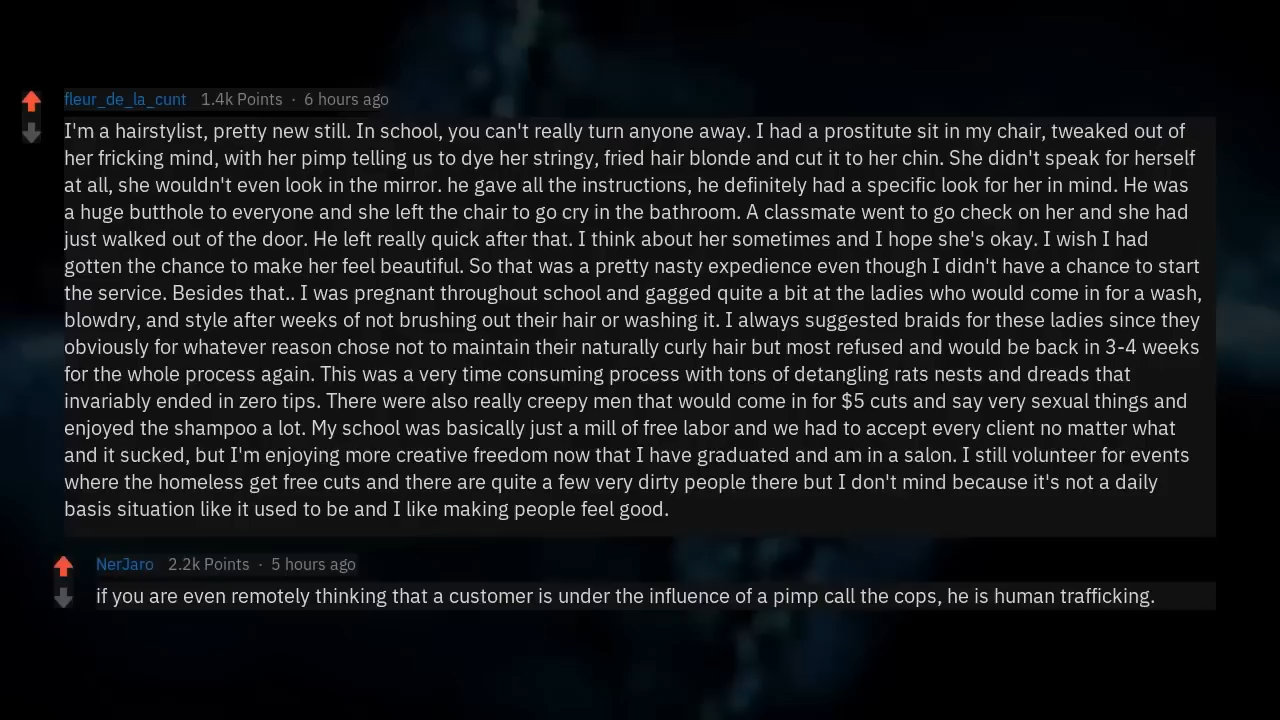 fleur_de_la_cunt 1.4k Points · 6 hours ago
I'm a hairstylist, pretty new still. In school, you can't really turn anyone away. I had a prostitute sit in my chair, tweaked out of
her fricking mind, with her pimp telling us to dye her stringy, fried hair blonde and cut it to her chin. She didn't speak for herself
at all, she wouldn't even look in the mirror. he gave all the instructions, he definitely had a specific look for her in mind. He was
a huge butthole to everyone and she left the chair to go cry in the bathroom. A classmate went to go check on her and she had
just walked out of the door. He left really quick after that. I think about her sometimes and I hope she's okay. I wish I had
gotten the chance to make her feel beautiful. So that was a pretty nasty expedience even though I didn't have a chance to start
the service. Besides that.. I was pregnant throughout school and gagged quite a bit at the ladies who would come in for a wash,
blowdry, and style after weeks of not brushing out their hair or washing it. I always suggested braids for these ladies since they
obviously for whatever reason chose not to maintain their naturally curly hair but most refused and would be back in 3-4 weeks
for the whole process again. This was a very time consuming process with tons of detangling rats nests and dreads that
invariably ended in zero tips. There were also really creepy men that would come in for $5 cuts and say very sexual things and
enjoyed the shampoo a lot. My school was basically just a mill of free labor and we had to accept every client no matter what
and it sucked, but I'm enjoying more creative freedom now that I have graduated and am in a salon. I still volunteer for events
where the homeless get free cuts and there are quite a few very dirty people there but I don't mind because it's not a daily
basis situation like it used to be and I like making people feel good.
NerJaro 2.2k Points · 5 hours ago
if you are even remotely thinking that a customer is under the influence of a pimp call the cops, he is human trafficking.